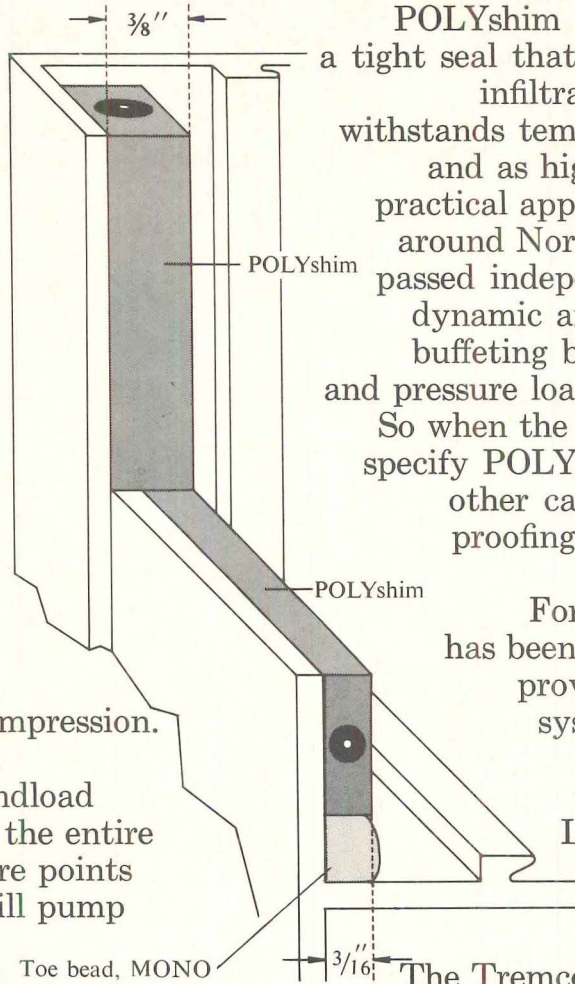 3/8"
POLYshim
a tight seal that
infiltra
withstands tem
and as hig
practical app
around Nor
passed indep
dynamic a
buffeting b
and pressure loa
So when the
specify POLY
other ca
proofing
For
has been
prov
sys
L
The Tremco
POLYshim
POLYshim
mpression.
ndload
the entire
re points
ill pump
Toe bead, MONO
3/16"